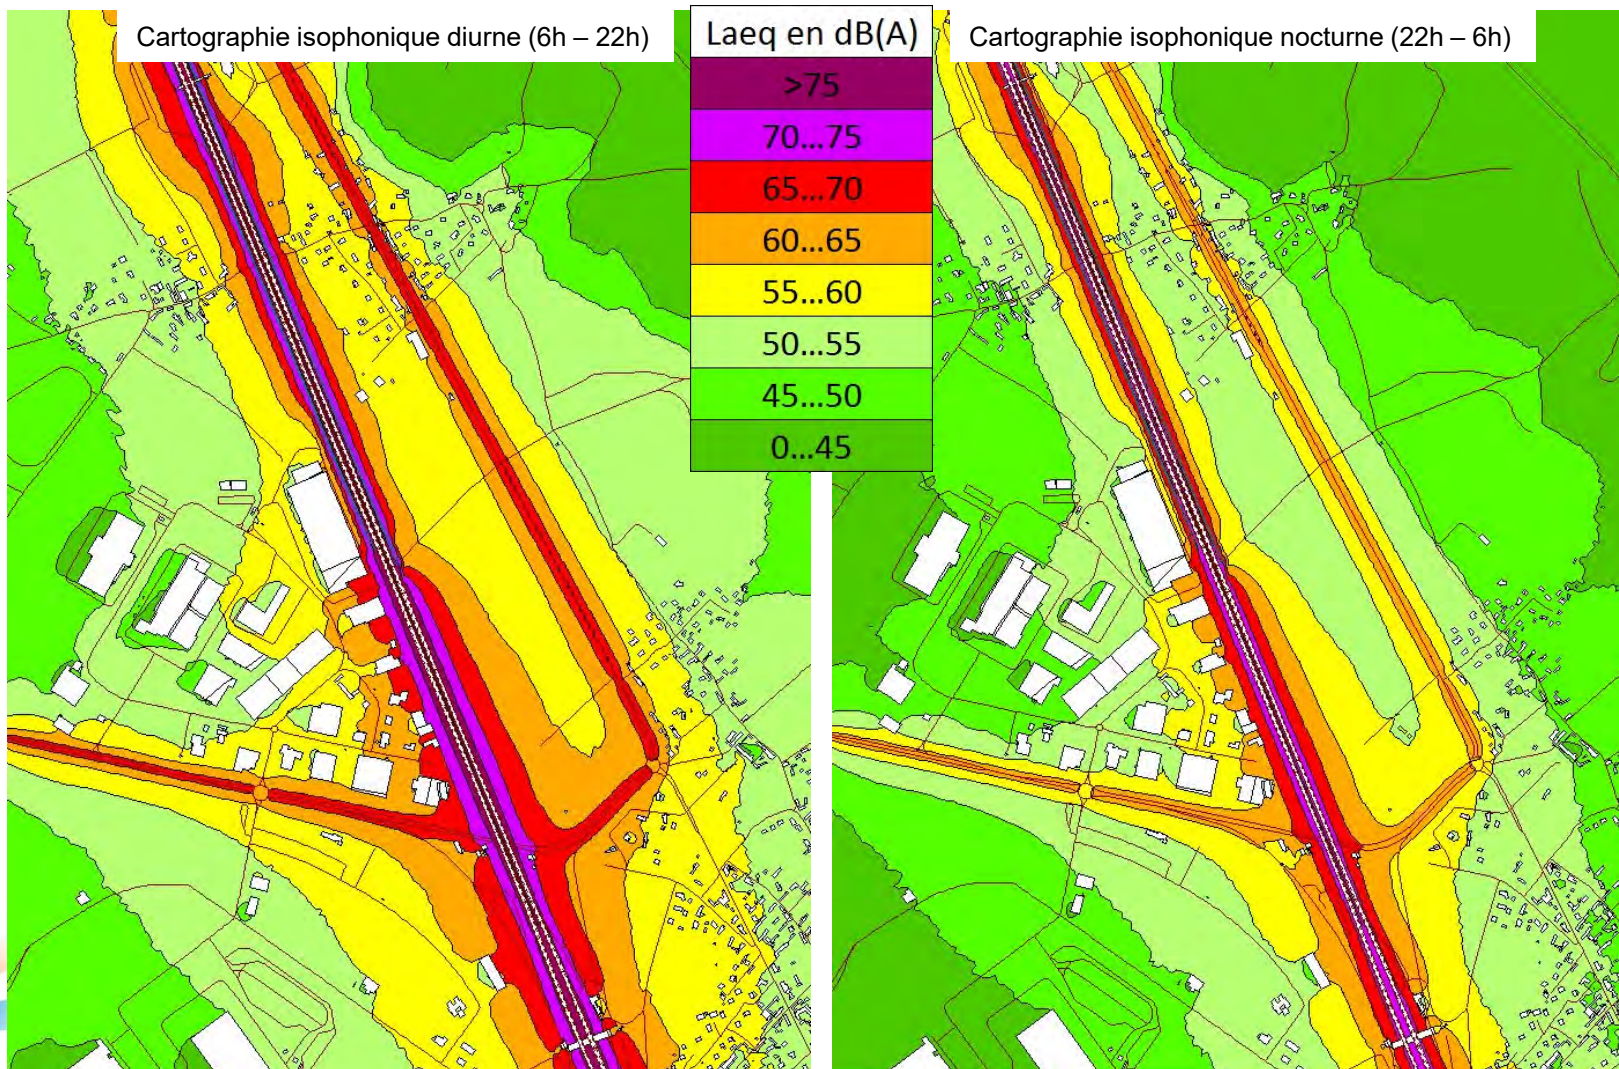 Cartographie isophonique diurne (6h – 22h)
Laeq en dB(A)
>75
70...75
65...70
60...65
55...60
50...55
45...50
0...45
Cartographie isophonique nocturne (22h – 6h)